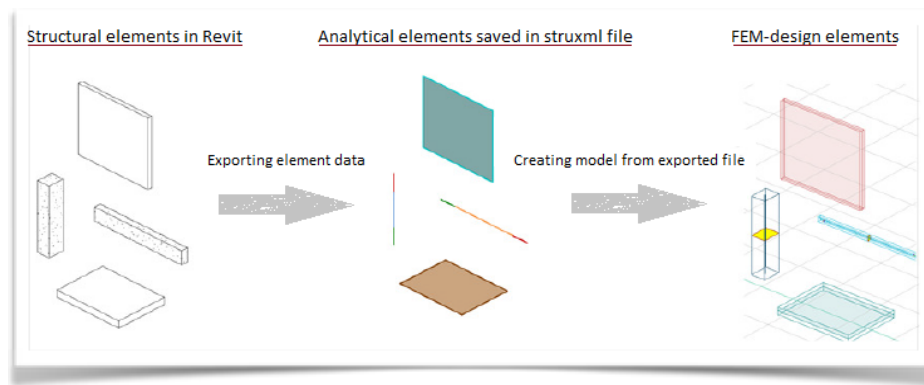 Structural elements in Revit
Analytical elements saved in struxml file
FEM-design elements
Exporting element data
Creating model from exported file